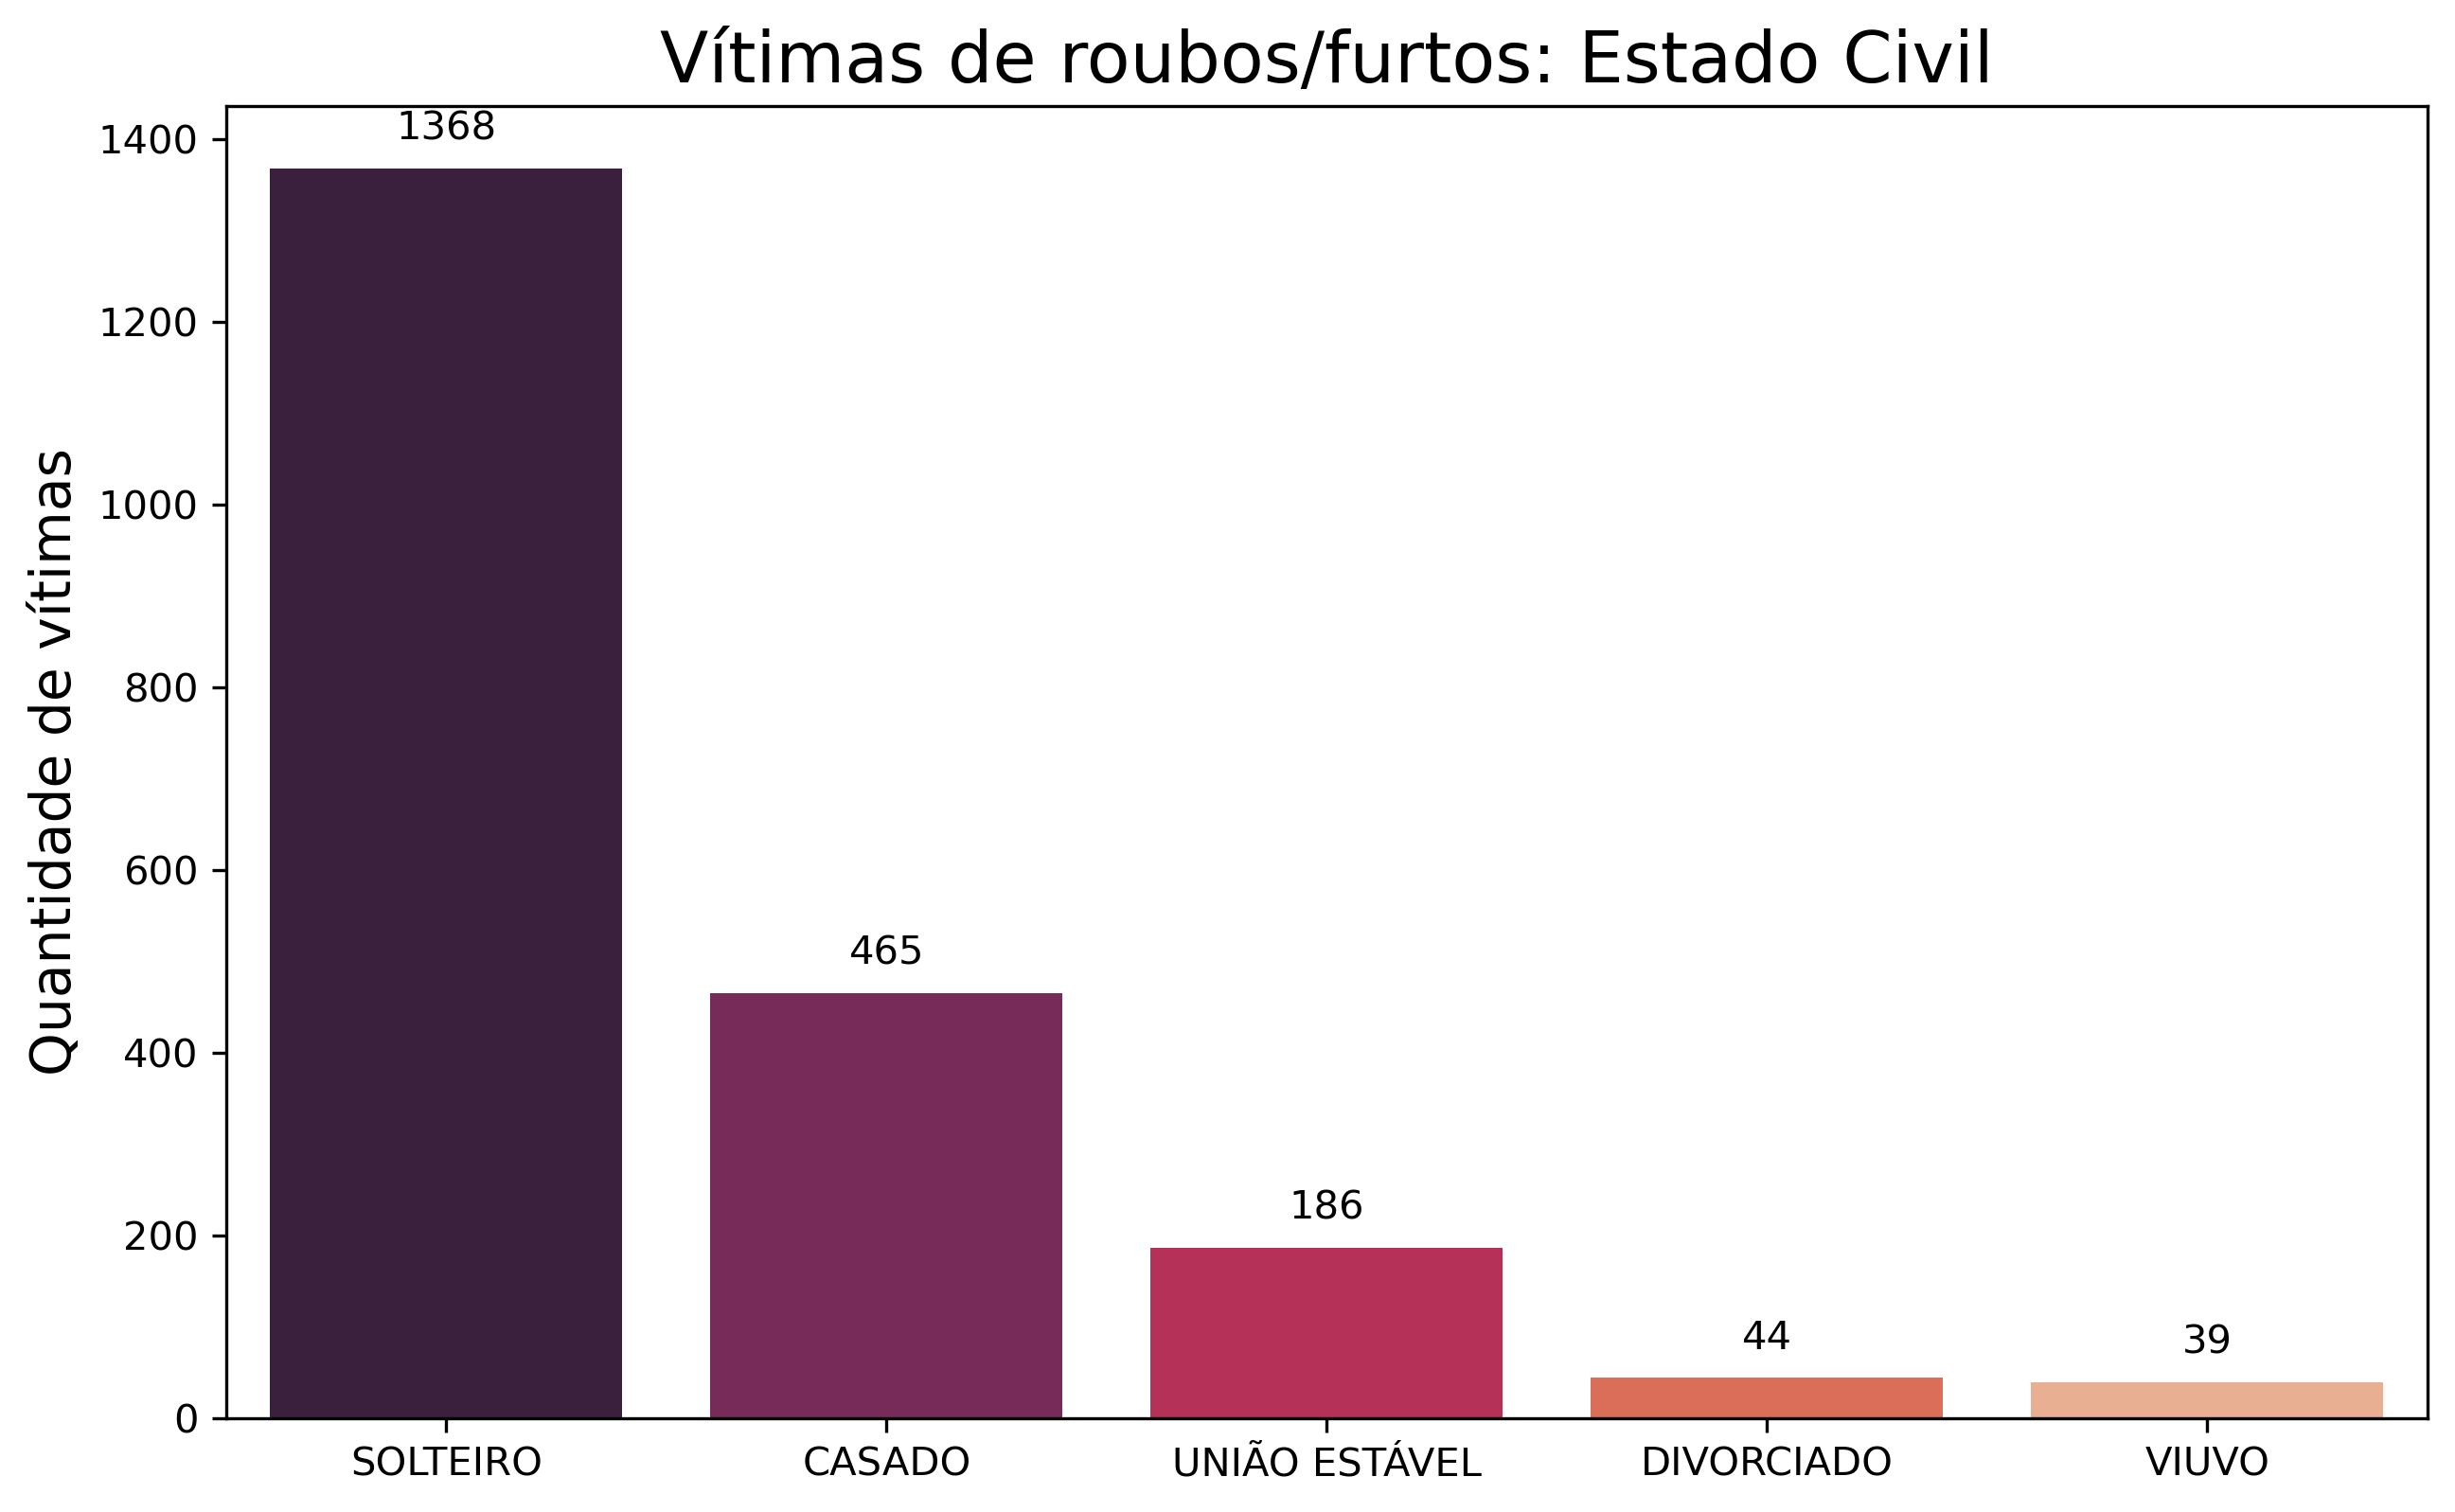 Vítimas de roubos/furtos: Estado Civil
Quantidade de vítimas
1400
1200
1000
800
600
400
200
0
1368
465
186
44
39
SOLTEIRO
CASADO
UNIÃO ESTÁVEL
DIVORCIADO
VIUVO